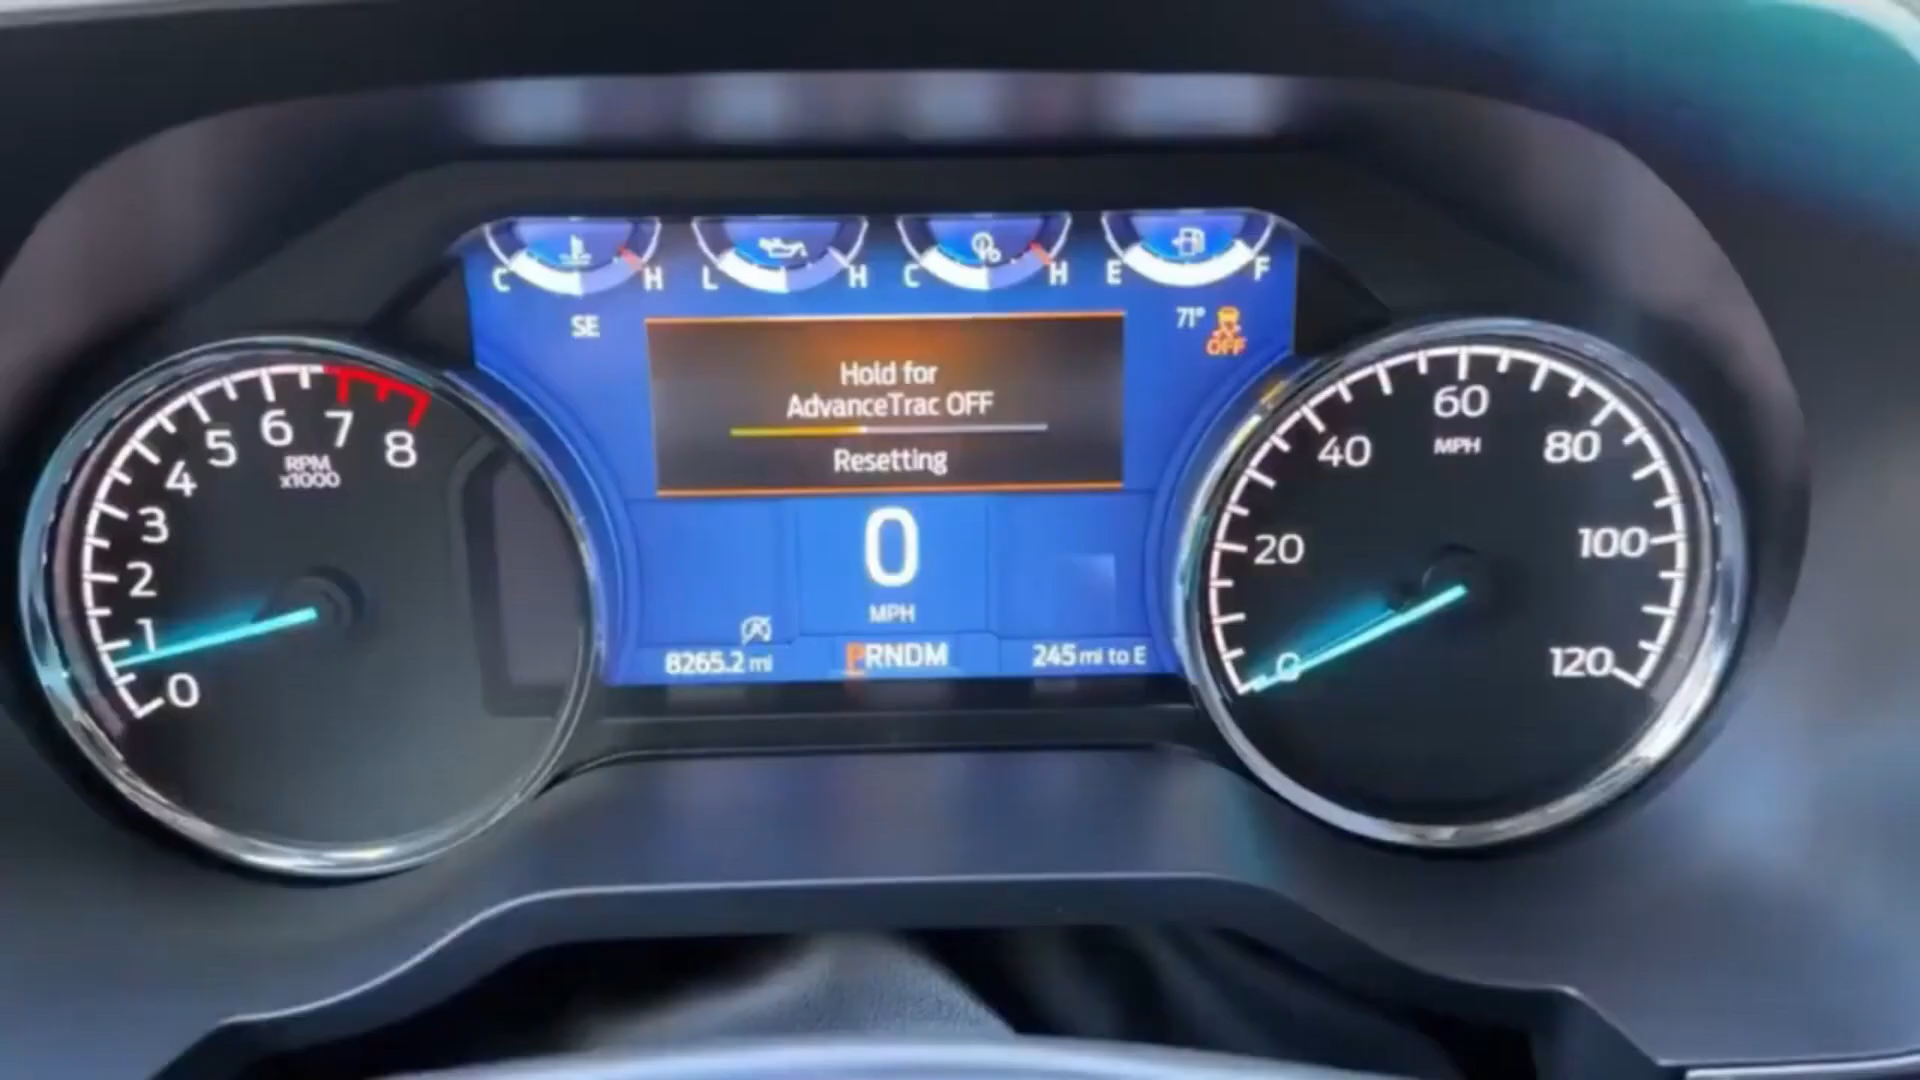 C H L H C H E F
SE
71°
OFF
Hold for
AdvanceTrac OFF
Resetting
0
MPH
8265.2 mi
PRNDM
245 mi to E
0 1 2 3 4 5 6 7 8
RPM
x1000
0 20 40 60 80 100 120
MPH